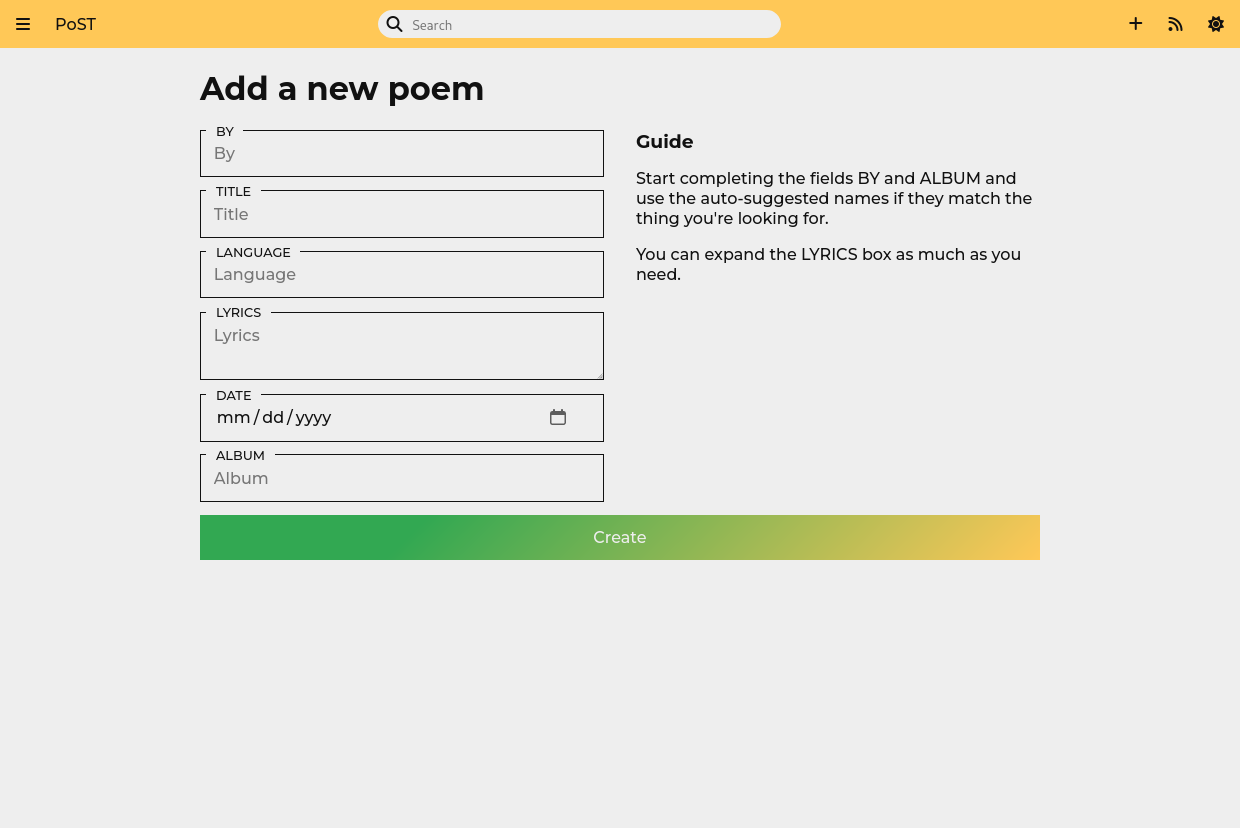 PoST
Search
Add a new poem
BY
By
TITLE
Title
LANGUAGE
Language
LYRICS
Lyrics
DATE
mm/dd/yyyy
ALBUM
Album
Guide
Start completing the fields BY and ALBUM and
use the auto-suggested names if they match the
thing you're looking for.
You can expand the LYRICS box as much as you
need.
Create